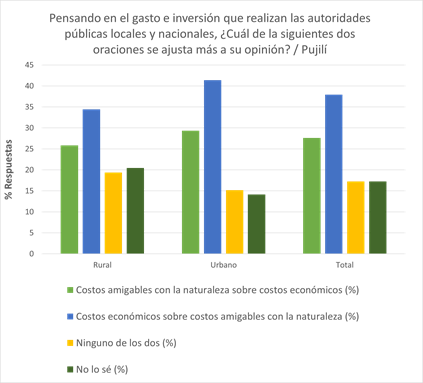 Pensando en el gasto e inversión que realizan las autoridades
públicas locales y nacionales, ¿Cuál de la siguientes dos
oraciones se ajusta más a su opinión? / Pujilí
% Respuestas
45
40
35
30
25
20
15
10
5
0
Rural Urbano Total
Costos amigables con la naturaleza sobre costos económicos (%)
Costos económicos sobre costos amigables con la naturaleza (%)
Ninguno de los dos (%)
No lo sé (%)